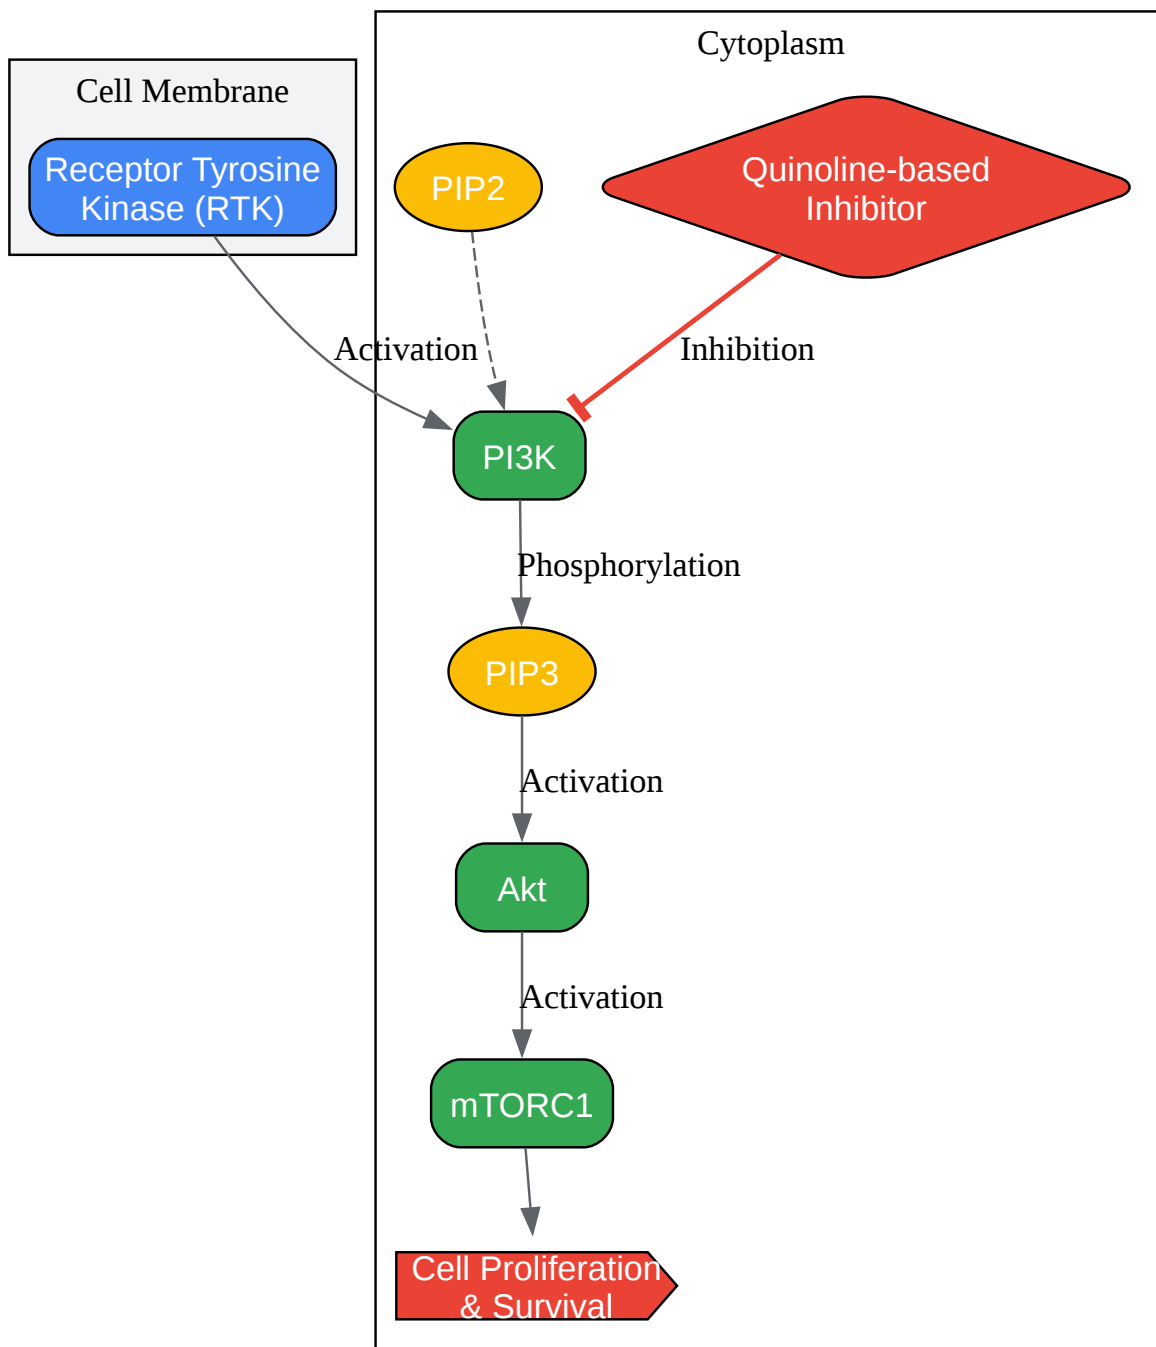 Cytoplasm
Cell Membrane
Receptor Tyrosine
Kinase (RTK)
PIP2
Quinoline-based
Inhibitor
Activation
Inhibition
PI3K
Phosphorylation
PIP3
Activation
Akt
Activation
mTORC1
Cell Proliferation
& Survival